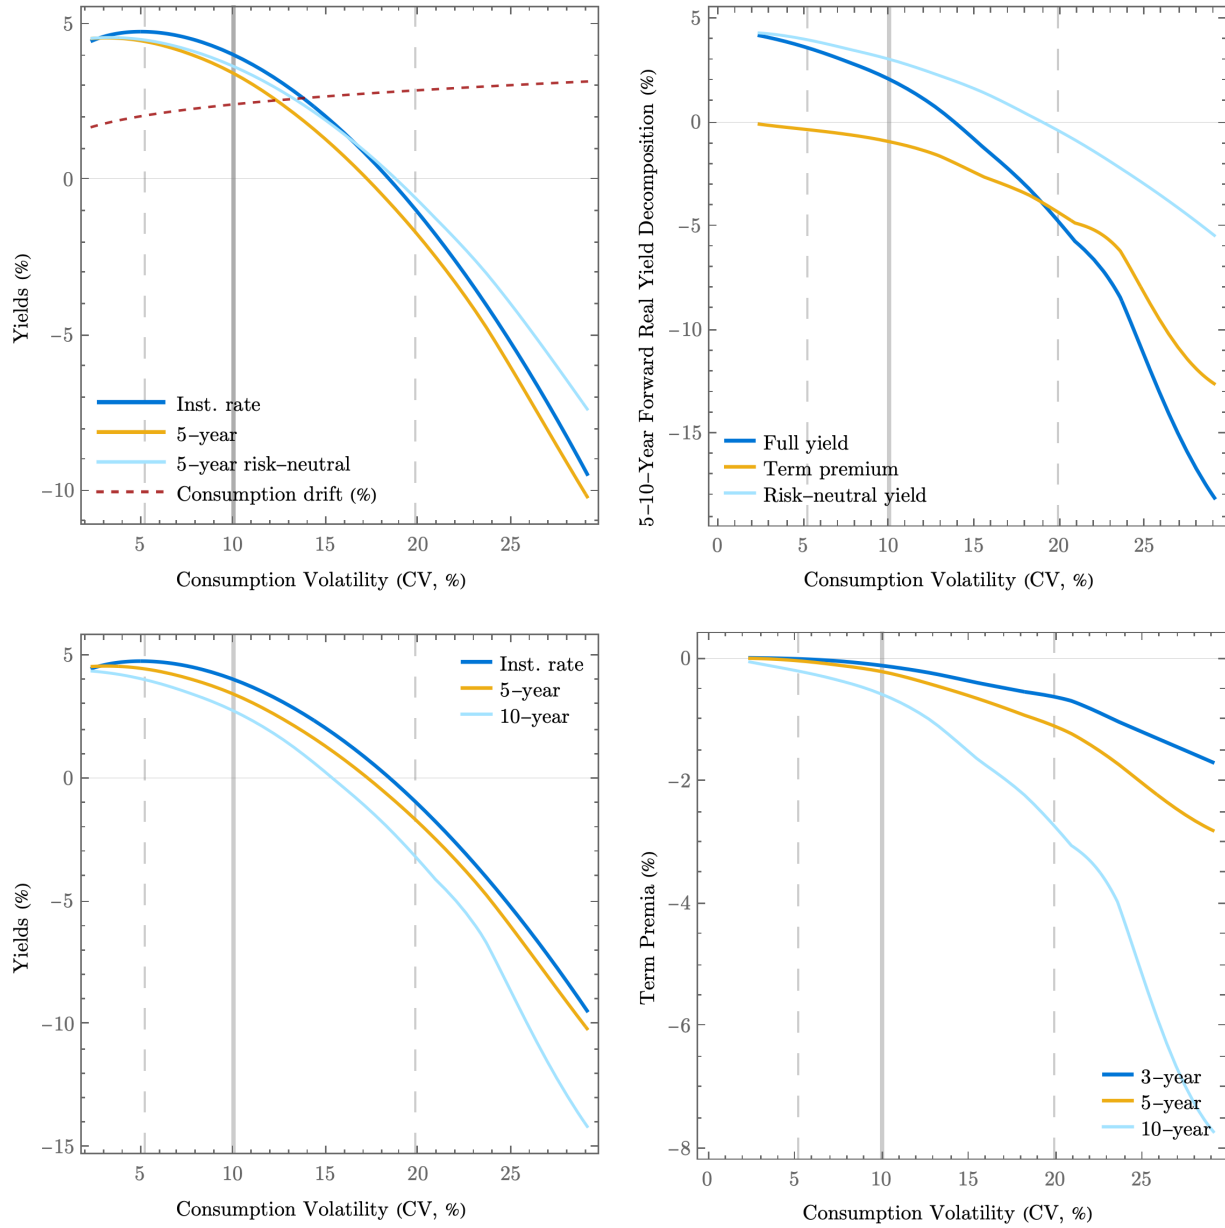 5
0
−5
−10
Yields (%)
Inst. rate
5−year
5−year risk−neutral
Consumption drift (%)
5 10 15 20 25
Consumption Volatility (CV, %)
5
0
−5
−10
−15
5−10−Year Forward Real Yield Decomposition (%)
Full yield
Term premium
Risk−neutral yield
0 5 10 15 20 25
Consumption Volatility (CV, %)
5
0
−5
−10
−15
Yields (%)
Inst. rate
5−year
10−year
5 10 15 20 25
Consumption Volatility (CV, %)
0
−2
−4
−6
−8
Term Premia (%)
3−year
5−year
10−year
0 5 10 15 20 25
Consumption Volatility (CV, %)